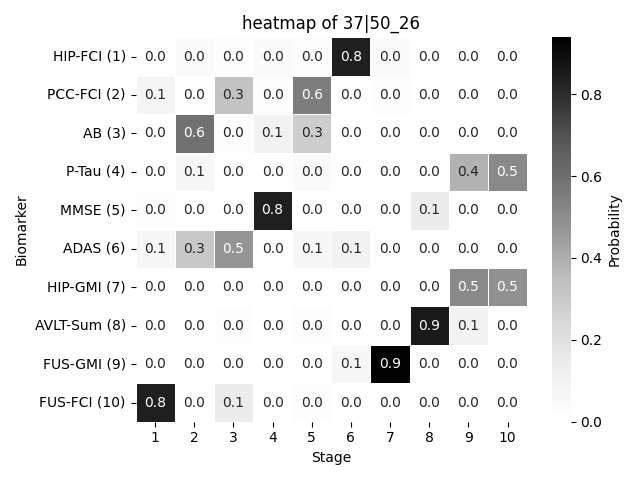 heatmap of 37|50_26
HIP-FCI (1) 0.0 0.0 0.0 0.0 0.0 0.8 0.0 0.0 0.0 0.0
PCC-FCI (2) 0.1 0.0 0.3 0.0 0.6 0.0 0.0 0.0 0.0 0.0
AB (3) 0.0 0.6 0.0 0.1 0.3 0.0 0.0 0.0 0.0 0.0
P-Tau (4) 0.0 0.1 0.0 0.0 0.0 0.0 0.0 0.0 0.4 0.5
MMSE (5) 0.0 0.0 0.0 0.8 0.0 0.0 0.0 0.1 0.0 0.0
ADAS (6) 0.1 0.3 0.5 0.0 0.1 0.1 0.0 0.0 0.0 0.0
HIP-GMI (7) 0.0 0.0 0.0 0.0 0.0 0.0 0.0 0.0 0.5 0.5
AVLT-Sum (8) 0.0 0.0 0.0 0.0 0.0 0.0 0.0 0.9 0.1 0.0
FUS-GMI (9) 0.0 0.0 0.0 0.0 0.0 0.1 0.9 0.0 0.0 0.0
FUS-FCI (10) 0.8 0.0 0.1 0.0 0.0 0.0 0.0 0.0 0.0 0.0
1 2 3 4 5 6 7 8 9 10
Stage
Biomarker
0.8
0.6
0.4
0.2
0.0
Probability